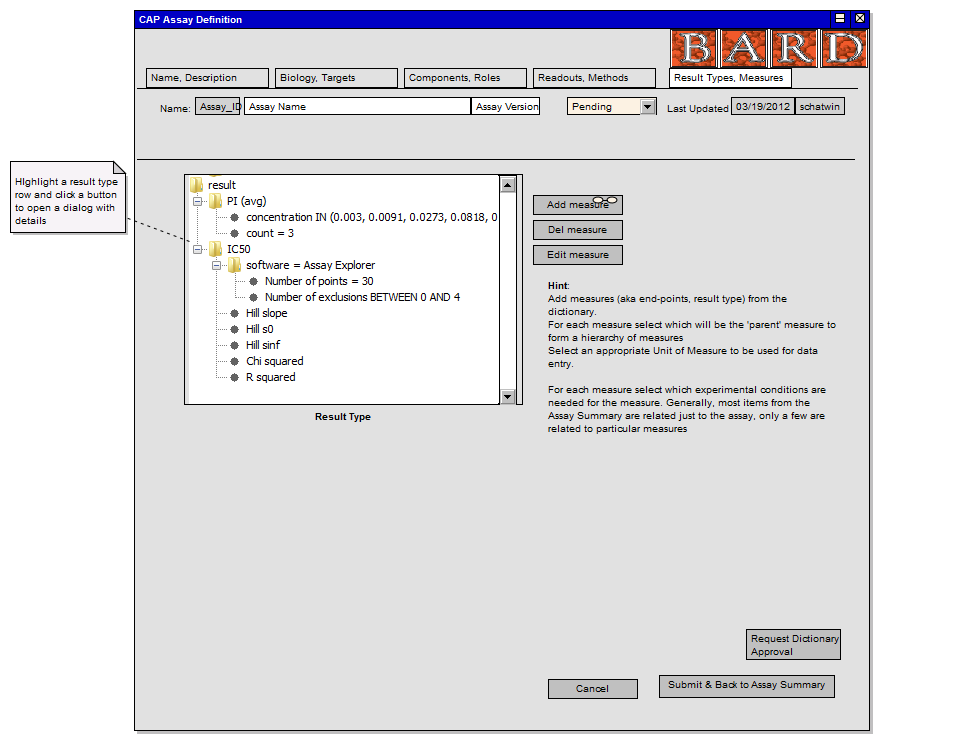 CAP Assay Definition
BARD
Name, Description
Biology, Targets
Components, Roles
Readouts, Methods
Result Types, Measures
Name:
Assay_ID
Assay Name
Assay Version
Pending
Last Updated
03/19/2012
schatwin
HIghlight a result type
row and click a button
to open a dialog with
details
result
PI (avg)
concentration IN (0.003, 0.0091, 0.0273, 0.0818, 0
count = 3
IC50
software = Assay Explorer
Number of points = 30
Number of exclusions BETWEEN 0 AND 4
Hill slope
Hill s0
Hill sinf
Chi squared
R squared
Result Type
Add measure
Del measure
Edit measure
Hint:
Add measures (aka end-points, result type) from the
dictionary.
For each measure select which will be the 'parent' measure to
form a hierarchy of measures
Select an appropriate Unit of Measure to be used for data
entry.
For each measure select which experimental conditions are
needed for the measure. Generally, most items from the
Assay Summary are related just to the assay, only a few are
related to particular measures
Request Dictionary
Approval
Cancel
Submit & Back to Assay Summary